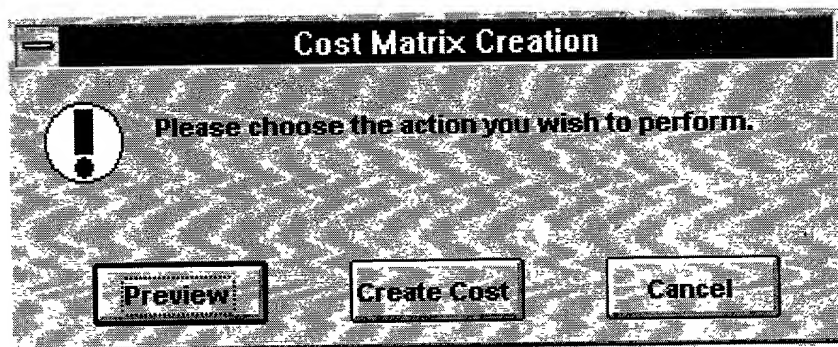 Cost Matrix Creation
Please choose the action you wish to perform.
Preview Create Cost Cancel